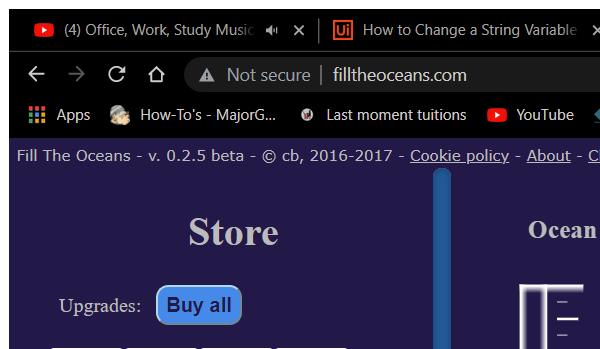 (4) Office, Work, Study Music
Ui How to Change a String Variable
Not secure | filltheoceans.com
Apps How-To's - MajorG... Last moment tuitions YouTube
Fill The Oceans - v. 0.2.5 beta - © cb, 2016-2017 - Cookie policy - About -
Store
Ocean
Upgrades: Buy all